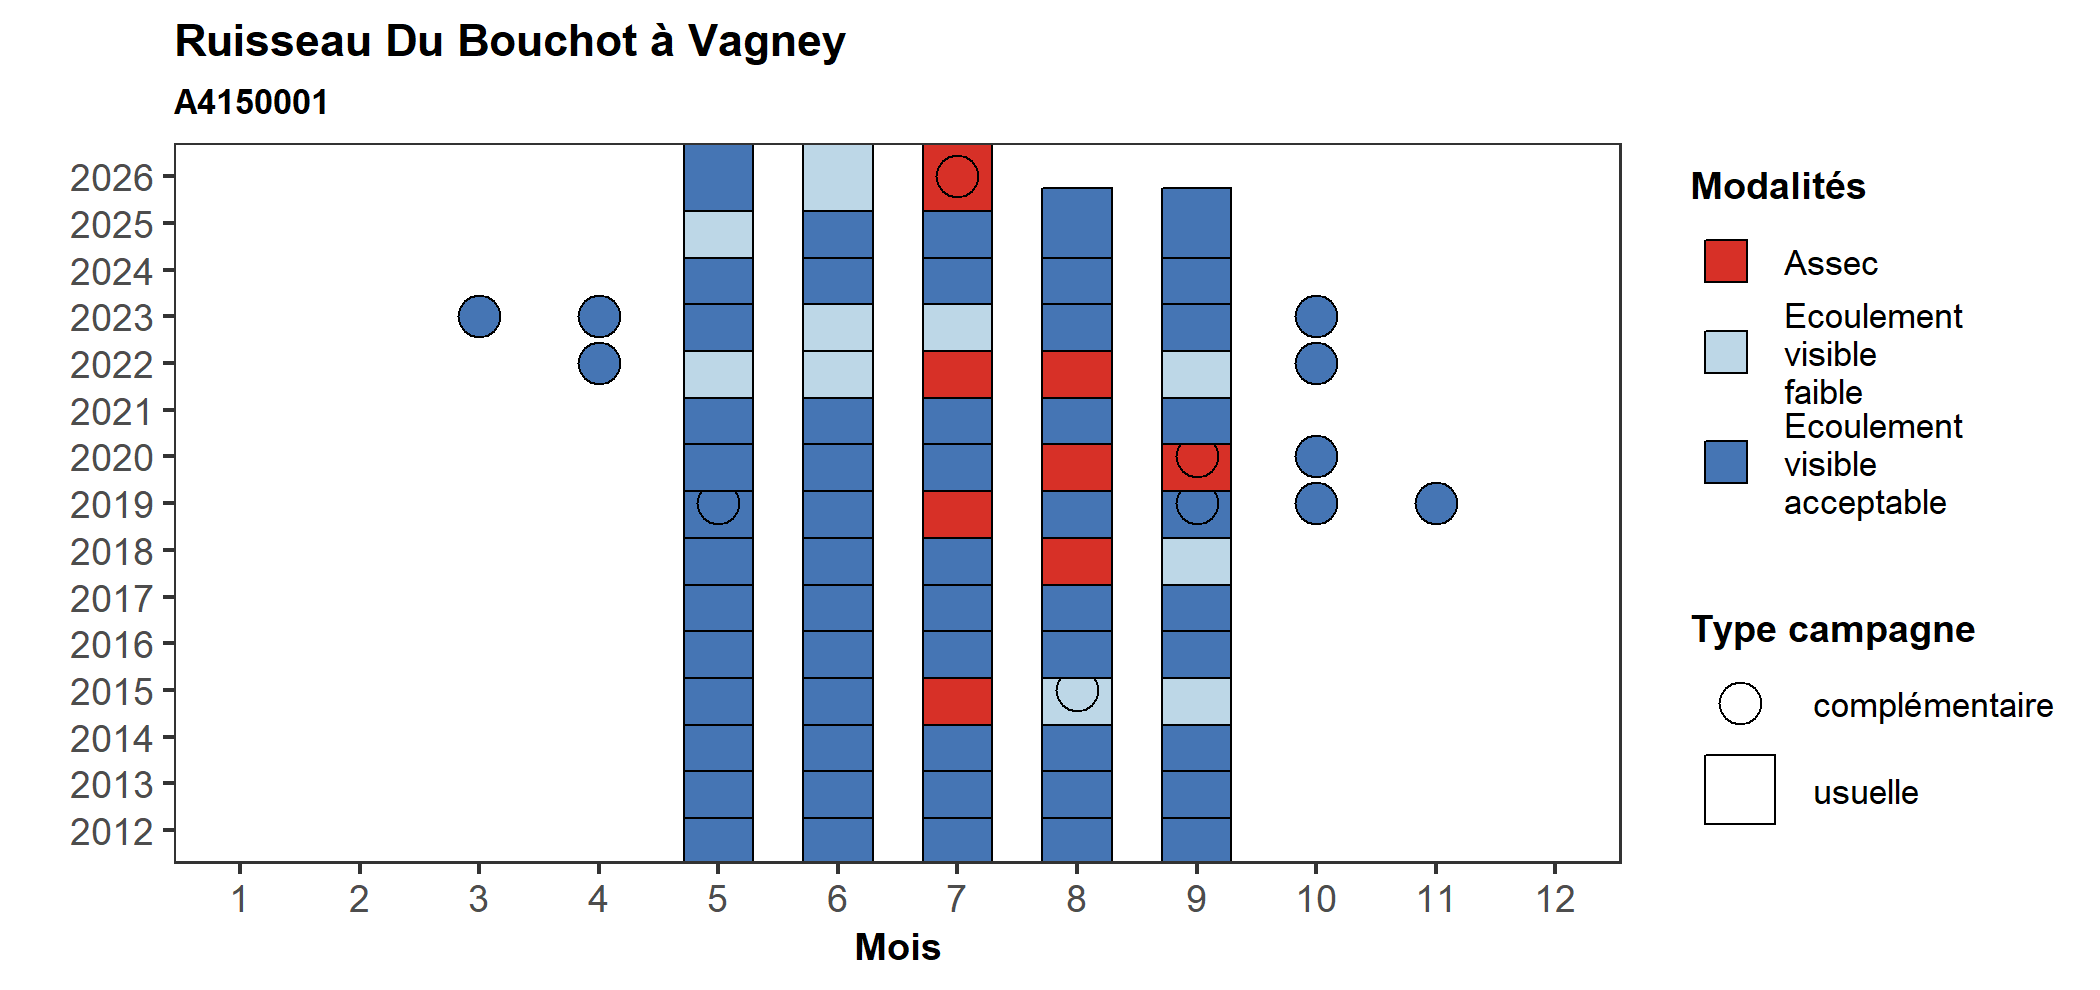 Ruisseau Du Bouchot à Vagney
A4150001
2026
2025
2024
2023
2022
2021
2020
2019
2018
2017
2016
2015
2014
2013
2012
1 2 3 4 5 6 7 8 9 10 11 12
Mois
Modalités
Assec
Ecoulement
visible
faible
Ecoulement
visible
acceptable
Type campagne
complémentaire
usuelle